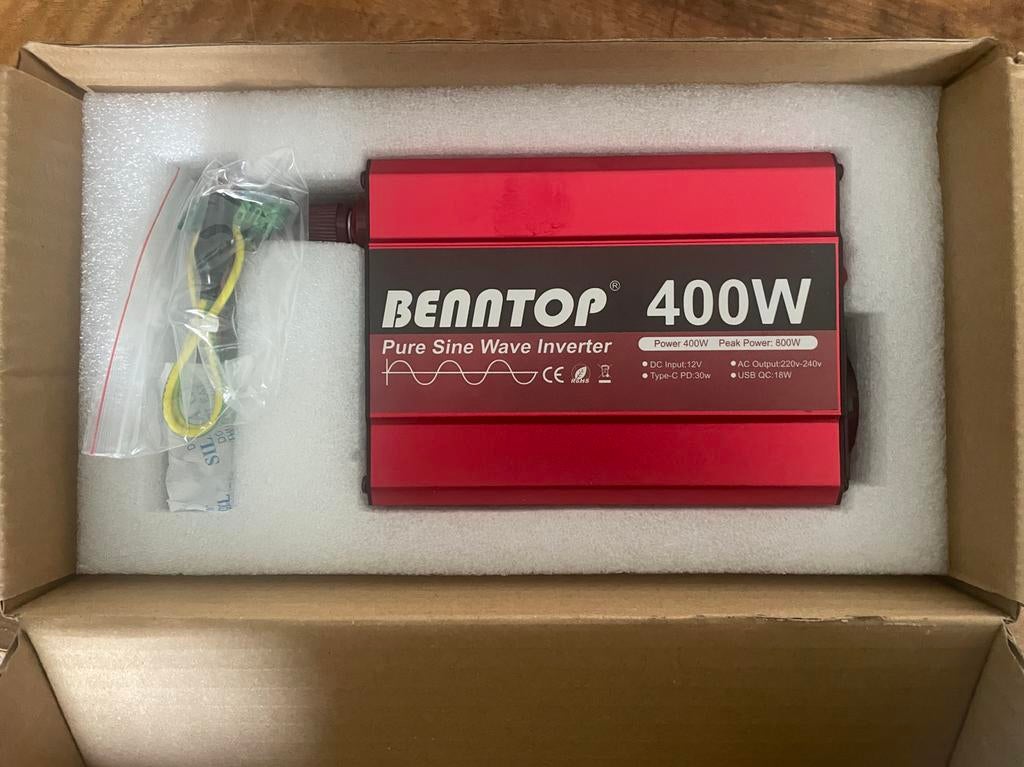 BENNTOP® 400W
Power 400W Peak Power: 800W
Pure Sine Wave Inverter
DC Input:12V AC Output:220v-240v
Type-C PD:30w USB QC:18W
CE RoHS